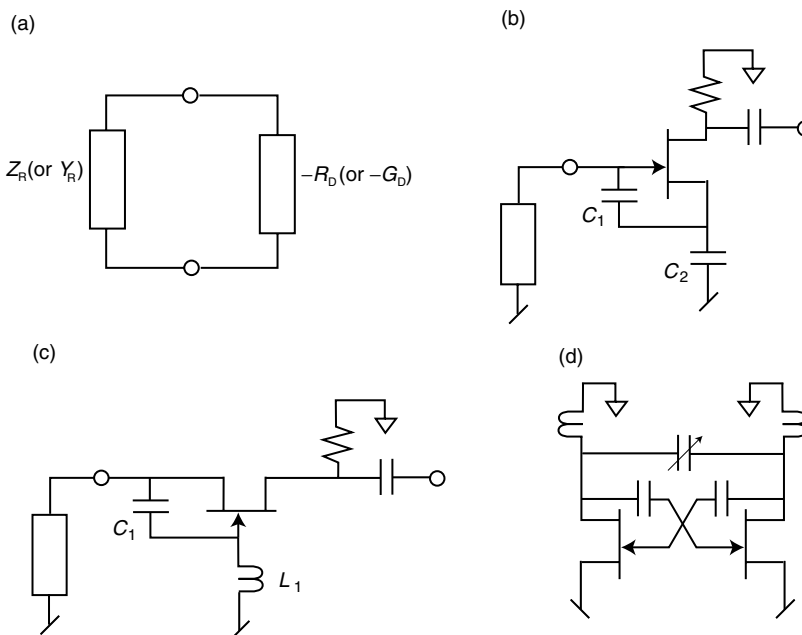 (a)
Z_R(or Y_R)
−R_D(or −G_D)
(b)
C_1
C_2
(c)
C_1
L_1
(d)